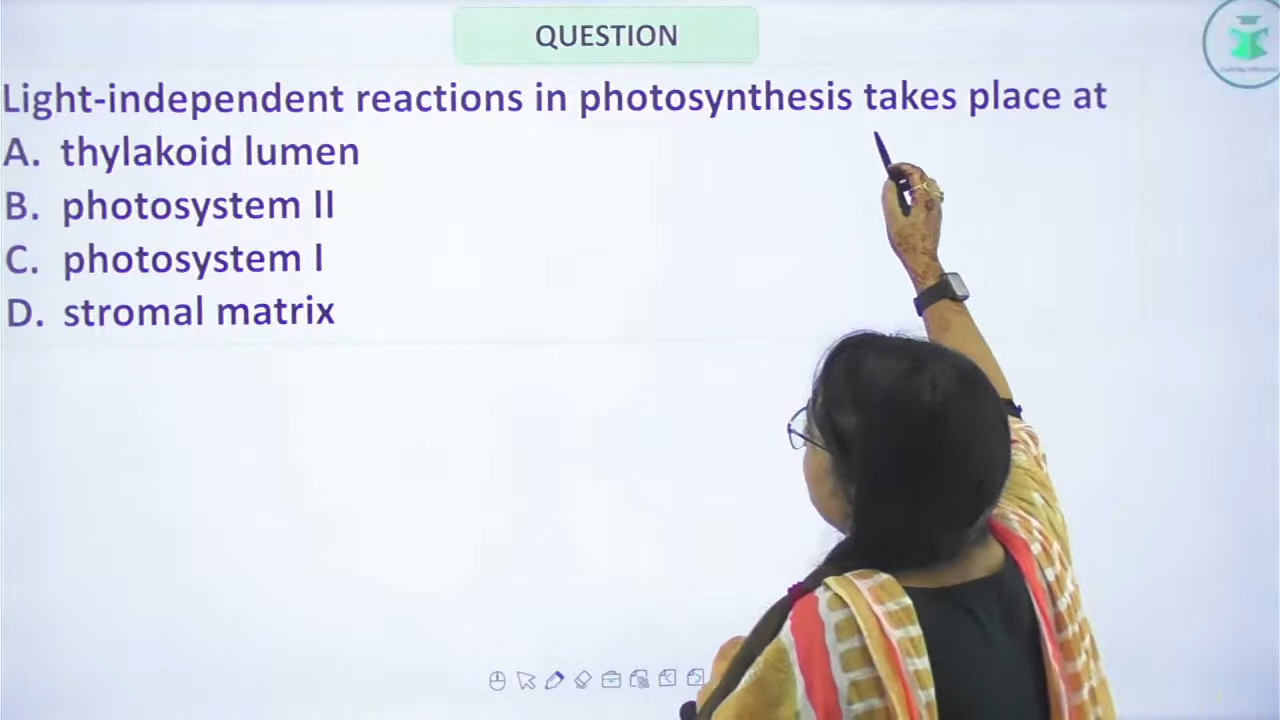 QUESTION
Light-independent reactions in photosynthesis takes place at
A. thylakoid lumen
B. photosystem II
C. photosystem I
D. stromal matrix